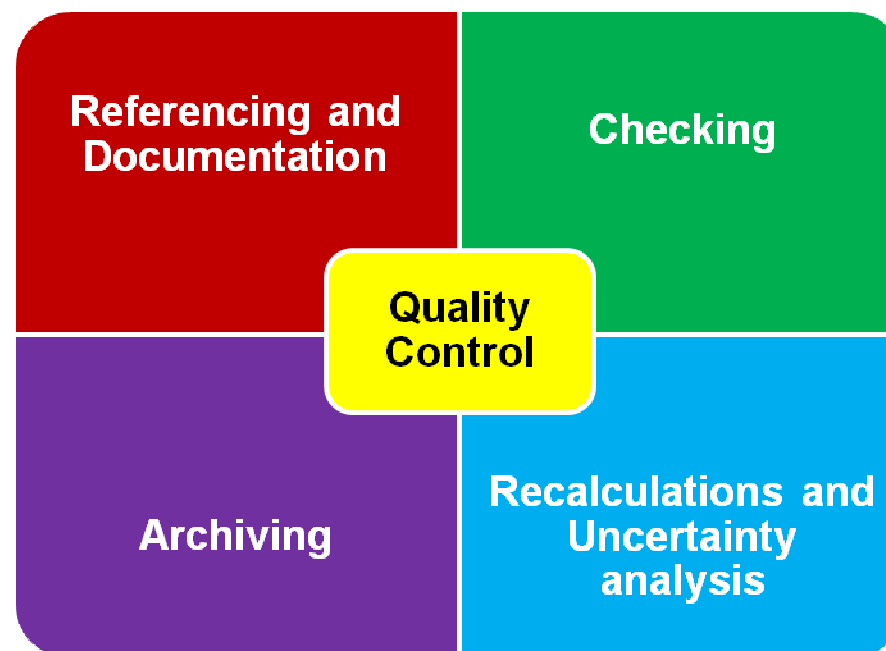 Referencing and
Documentation
Checking
Quality
Control
Archiving
Recalculations and
Uncertainty
analysis